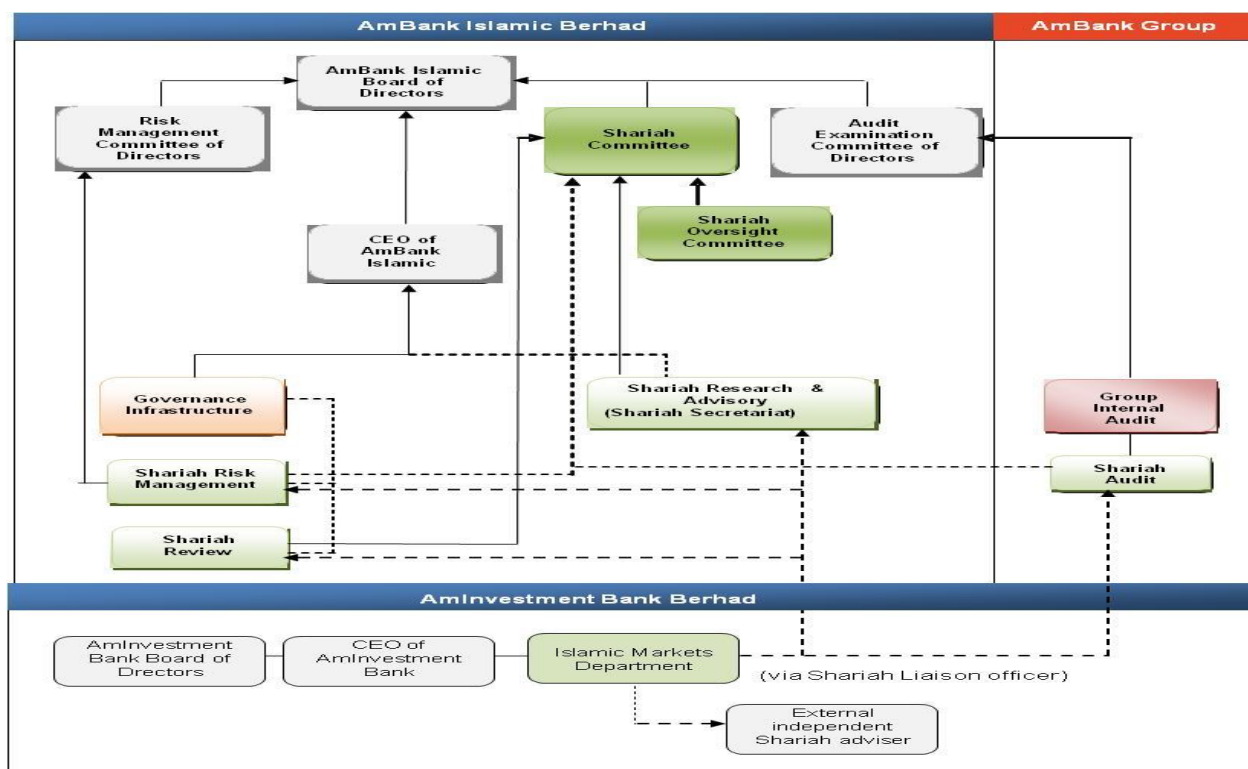 AmBank Islamic Berhad
AmBank Group
AmBank Islamic
Board of
Directors
Risk
Management
Committee of
Directors
Shariah
Committee
Audit
Examination
Committee of
Directors
Shariah
Oversight
Committee
CEO of
AmBank
Islamic
Governance
Infrastructure
Shariah Research &
Advisory
(Shariah Secretariat)
Group
Internal
Audit
Shariah Risk
Management
Shariah
Audit
Shariah
Review
AmInvestment Bank Berhad
AmInvestment
Bank Board of
Drectors
CEO of
AmInvestment
Bank
Islamic Markets
Department
(via Shariah Liaison officer)
External
independent
Shariah adviser